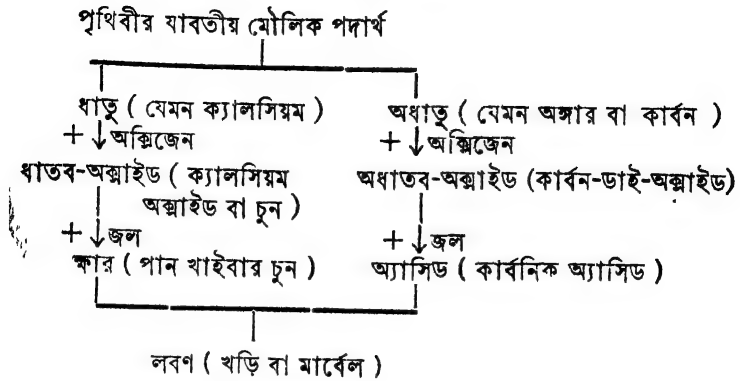 পৃথিবীর যাবতীয় মৌলিক পদার্থ
ধাতু ( যেমন ক্যালসিয়ম )
অধাতু ( যেমন অঙ্গার বা কার্বন )
+ ↓ অক্সিজেন
+ ↓ অক্সিজেন
ধাতব-অক্সাইড ( ক্যালসিয়ম
অক্সাইড বা চুন )
অধাতব-অক্সাইড (কার্বন-ডাই-অক্সাইড)
+ ↓ জল
+ ↓ জল
ক্ষার ( পান খাইবার চুন )
অ্যাসিড ( কার্বনিক অ্যাসিড )
লবণ ( খড়ি বা মার্বেল )